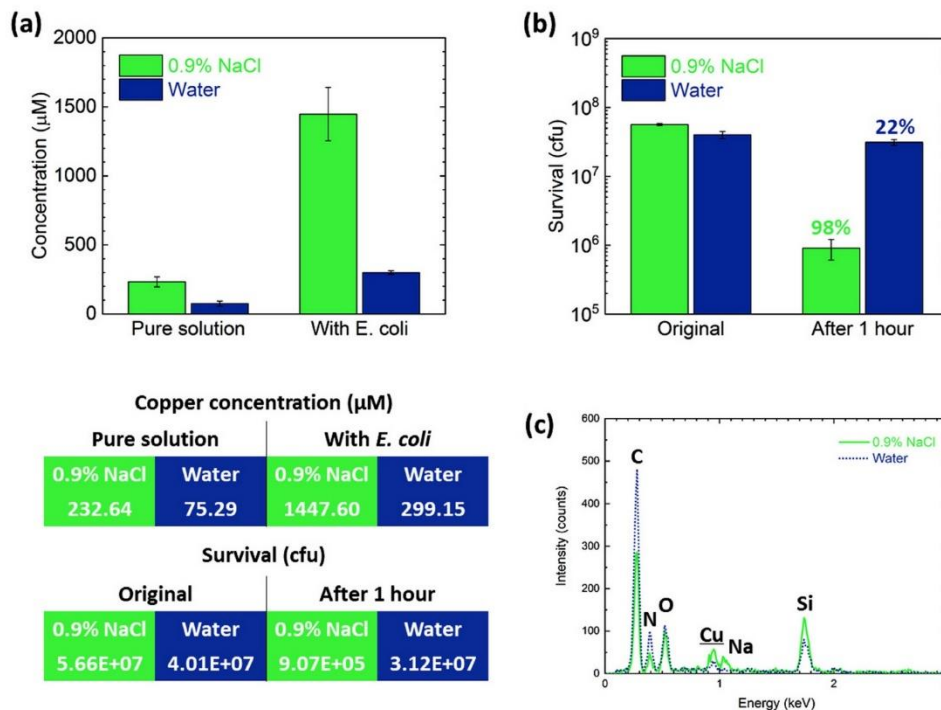 (a)
2000
1500
1000
500
0
Concentration (µM)
0.9% NaCl
Water
Pure solution
With E. coli
(b)
10⁹
10⁸
10⁷
10⁶
10⁵
Survival (cfu)
0.9% NaCl
Water
98%
22%
Original
After 1 hour
Copper concentration (µM)
Pure solution
With E. coli
0.9% NaCl Water 0.9% NaCl Water
232.64 75.29 1447.60 299.15
Survival (cfu)
Original
After 1 hour
0.9% NaCl Water 0.9% NaCl Water
5.66E+07 4.01E+07 9.07E+05 3.12E+07
(c)
600
500
400
300
200
100
0
Intensity (counts)
0.9% NaCl
Water
C
N
O
Cu
Na
Si
0 1 2
Energy (keV)